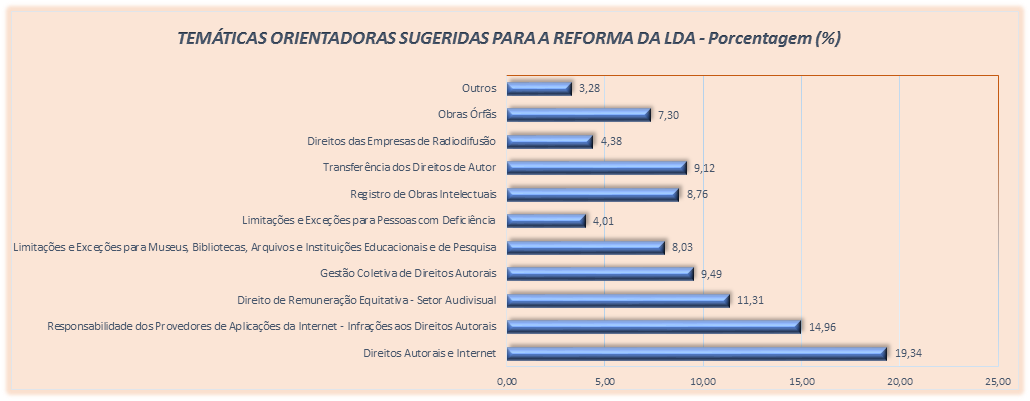 TEMÁTICAS ORIENTADORAS SUGERIDAS PARA A REFORMA DA LDA - Porcentagem (%)
Outros 3,28
Obras Órfãs 7,30
Direitos das Empresas de Radiodifusão 4,38
Transferência dos Direitos de Autor 9,12
Registro de Obras Intelectuais 8,76
Limitações e Exceções para Pessoas com Deficiência 4,01
Limitações e Exceções para Museus, Bibliotecas, Arquivos e Instituições Educacionais e de Pesquisa 8,03
Gestão Coletiva de Direitos Autorais 9,49
Direito de Remuneração Equitativa - Setor Audivisual 11,31
Responsabilidade dos Provedores de Aplicações da Internet - Infrações aos Direitos Autorais 14,96
Direitos Autorais e Internet 19,34
0,00 5,00 10,00 15,00 20,00 25,00